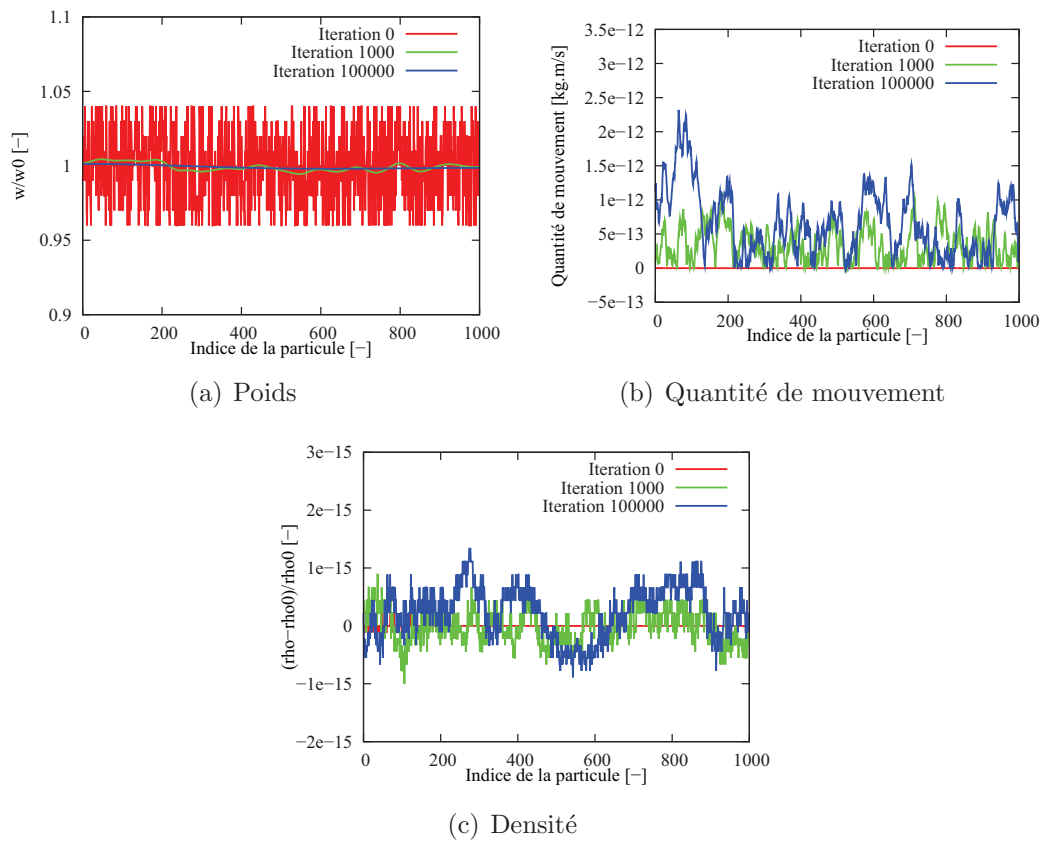 1.1
1.05
1
0.95
0.9
w/w0 [−]
Iteration 0
Iteration 1000
Iteration 100000
0 200 400 600 800 1000
Indice de la particule [−]
(a) Poids
3.5e−12
3e−12
2.5e−12
2e−12
1.5e−12
1e−12
5e−13
0
−5e−13
Quantité de mouvement [kg.m/s]
Iteration 0
Iteration 1000
Iteration 100000
0 200 400 600 800 1000
Indice de la particule [−]
(b) Quantité de mouvement
3e−15
2e−15
1e−15
0
−1e−15
−2e−15
(rho−rho0)/rho0 [−]
Iteration 0
Iteration 1000
Iteration 100000
0 200 400 600 800 1000
Indice de la particule [−]
(c) Densité